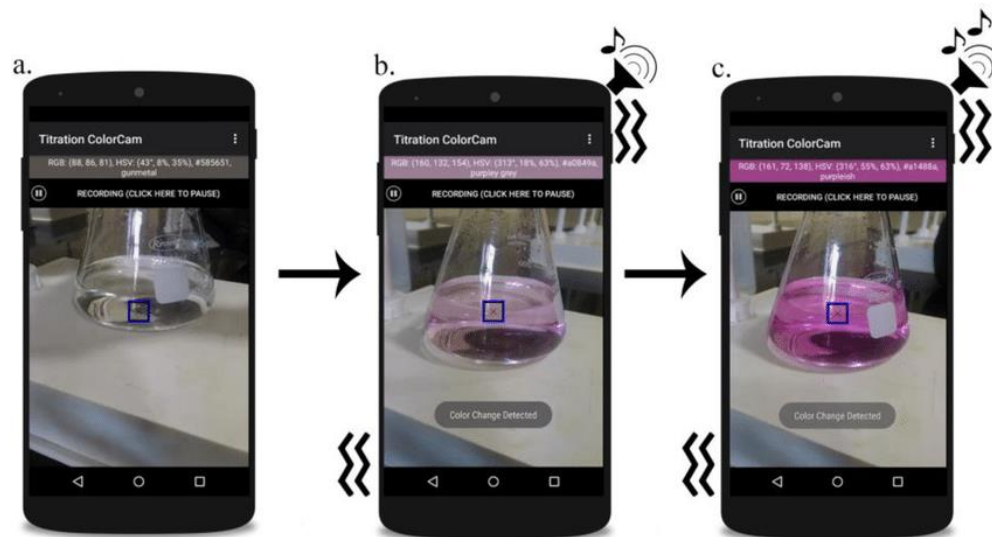 a.
Titration ColorCam
RGB: (88, 86, 81), HSV: (43°, 8%, 35%), #585651,
gunmetal
RECORDING (CLICK HERE TO PAUSE)
b.
Titration ColorCam
RGB: (160, 132, 154), HSV: (313°, 18%, 63%), #a0849a,
purpley grey
RECORDING (CLICK HERE TO PAUSE)
Color Change Detected
c.
Titration ColorCam
RGB: (161, 72, 138), HSV: (316°, 55%, 63%), #a1488a,
purpleish
RECORDING (CLICK HERE TO PAUSE)
Color Change Detected